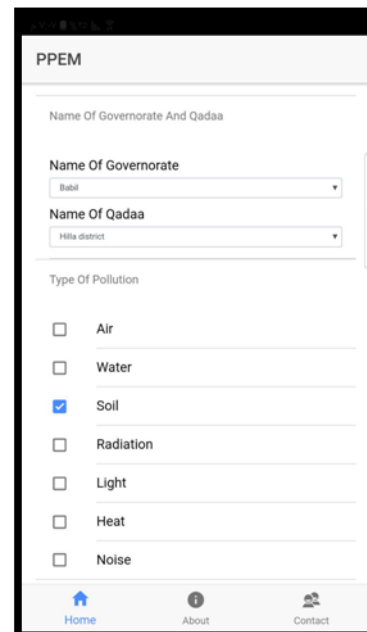 PPEM
Name Of Governorate And Qadaa
Name Of Governorate
Babil
Name Of Qadaa
Hilla district
Type Of Pollution
Air
Water
Soil
Radiation
Light
Heat
Noise
Home About Contact